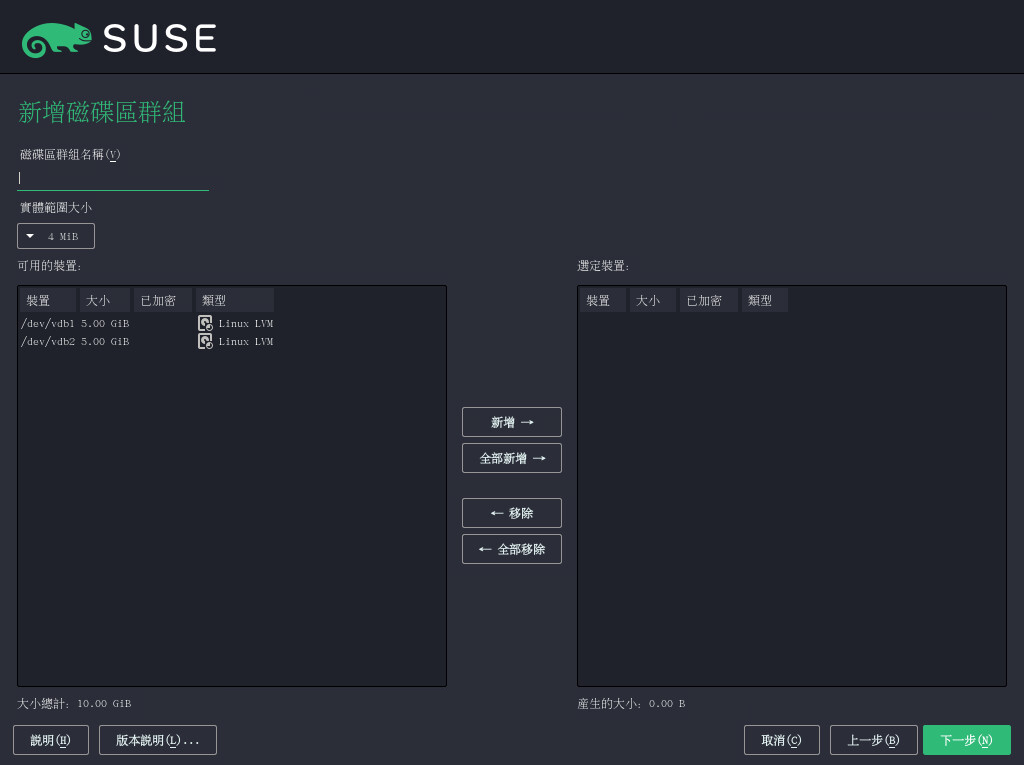 SUSE
新增磁碟區群組
磁碟區群組名稱(V)
實體範圍大小
4 MiB
可用的裝置:
裝置 大小 已加密 類型
/dev/vdb1 5.00 GiB Linux LVM
/dev/vdb2 5.00 GiB Linux LVM
大小總計: 10.00 GiB
新增 →
全部新增 →
← 移除
← 全部移除
選定裝置:
裝置 大小 已加密 類型
產生的大小: 0.00 B
說明(H) 版本說明(L)... 取消(C) 上一步(B) 下一步(N)